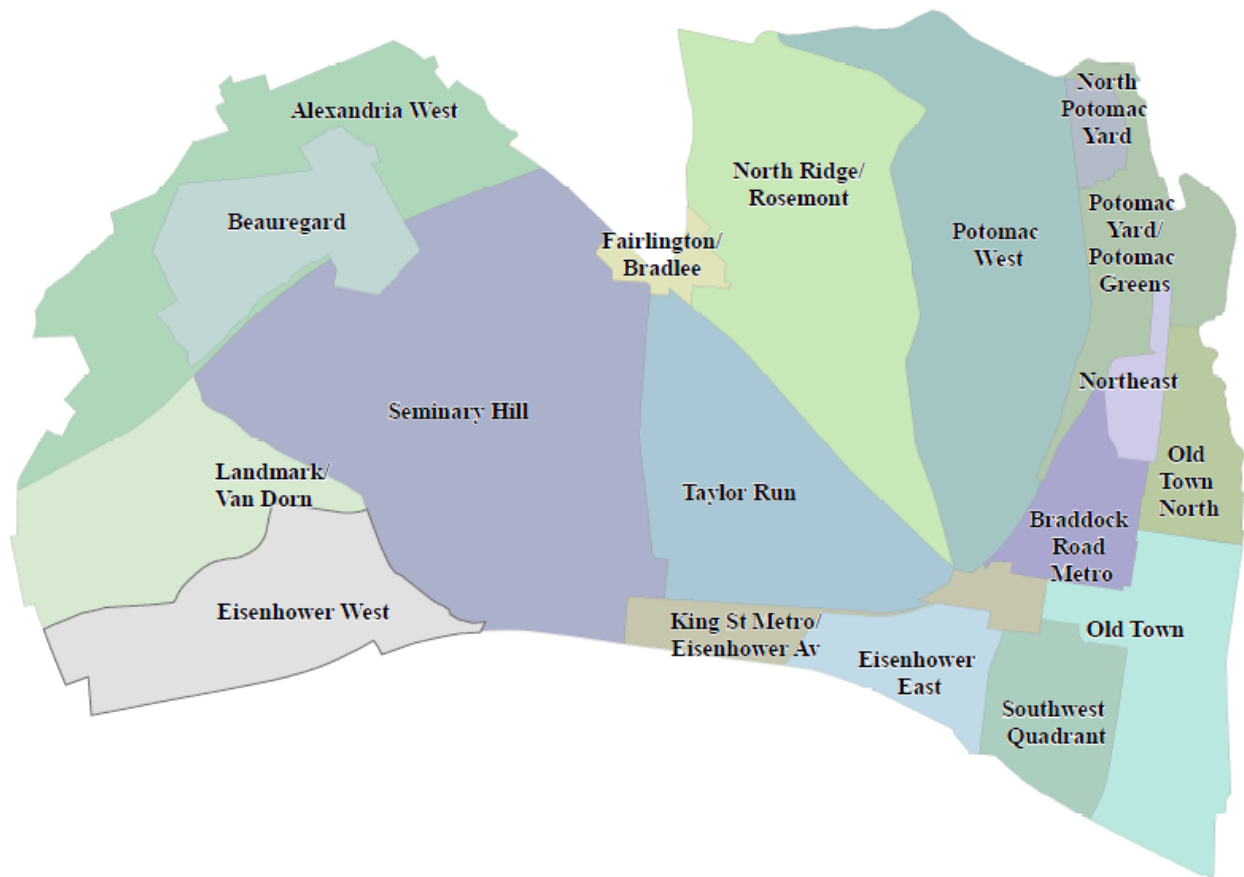 Alexandria West
Beauregard
North Ridge/
Rosemont
North
Potomac
Yard
Potomac
Yard/
Potomac
Greens
Fairlington/
Bradlee
Potomac
West
Seminary Hill
Northeast
Landmark/
Van Dorn
Taylor Run
Old
Town
North
Braddock
Road
Metro
Eisenhower West
King St Metro/
Eisenhower Av
Old Town
Eisenhower
East
Southwest
Quadrant